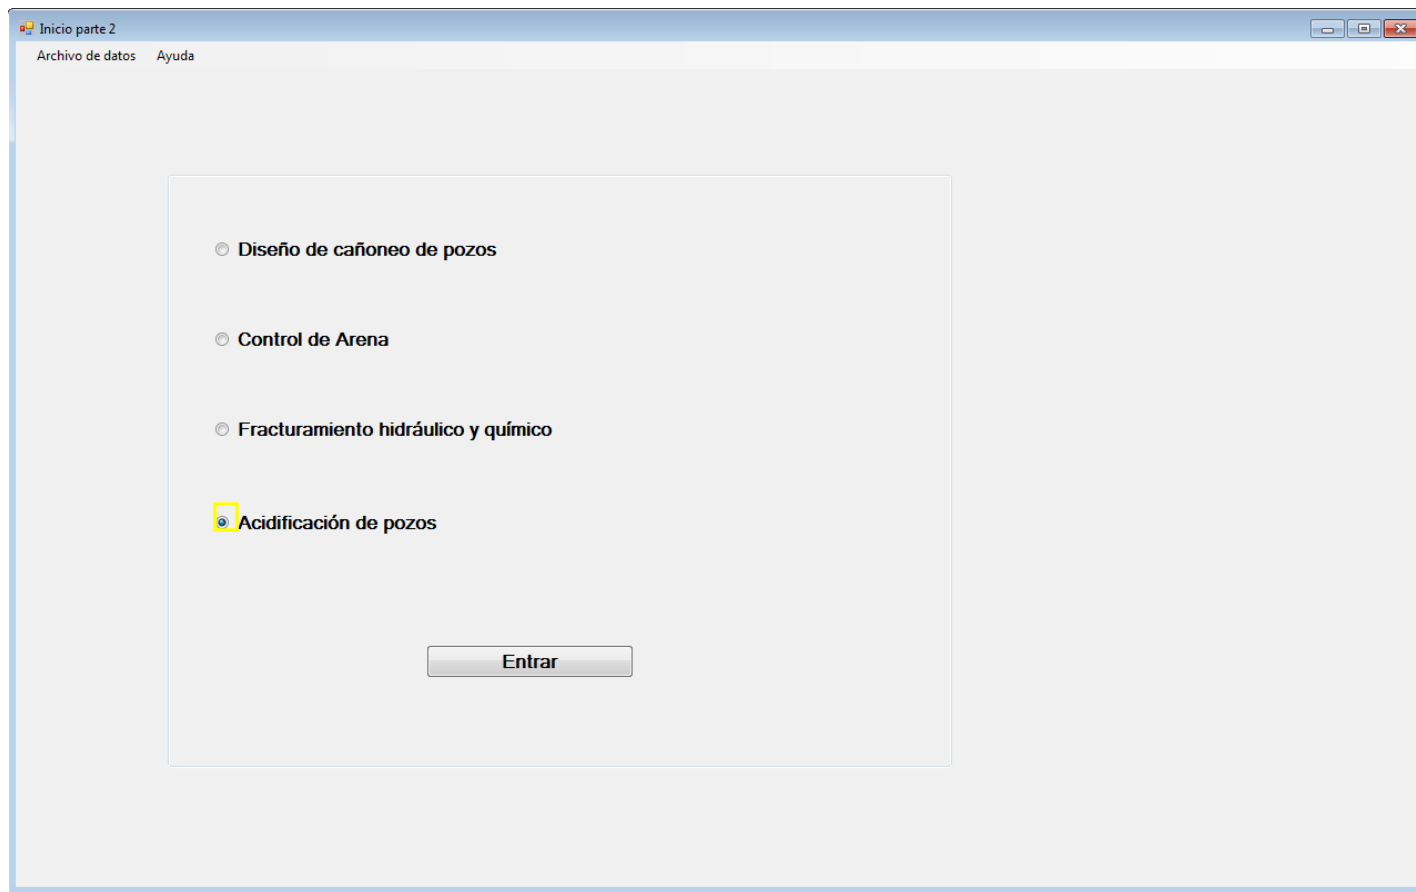 Inicio parte 2
Archivo de datos Ayuda
Diseño de cañoneo de pozos
Control de Arena
Fracturamiento hidráulico y químico
Acidificación de pozos
Entrar